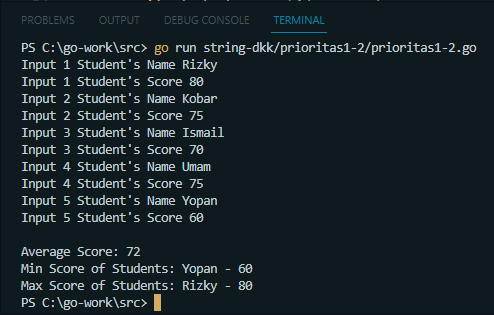 PROBLEMS OUTPUT DEBUG CONSOLE TERMINAL
PS C:\go-work\src> go run string-dkk/prioritas1-2/prioritas1-2.go
Input 1 Student's Name Rizky
Input 1 Student's Score 80
Input 2 Student's Name Kobar
Input 2 Student's Score 75
Input 3 Student's Name Ismail
Input 3 Student's Score 70
Input 4 Student's Name Umam
Input 4 Student's Score 75
Input 5 Student's Name Yopan
Input 5 Student's Score 60
Average Score: 72
Min Score of Students: Yopan - 60
Max Score of Students: Rizky - 80
PS C:\go-work\src>